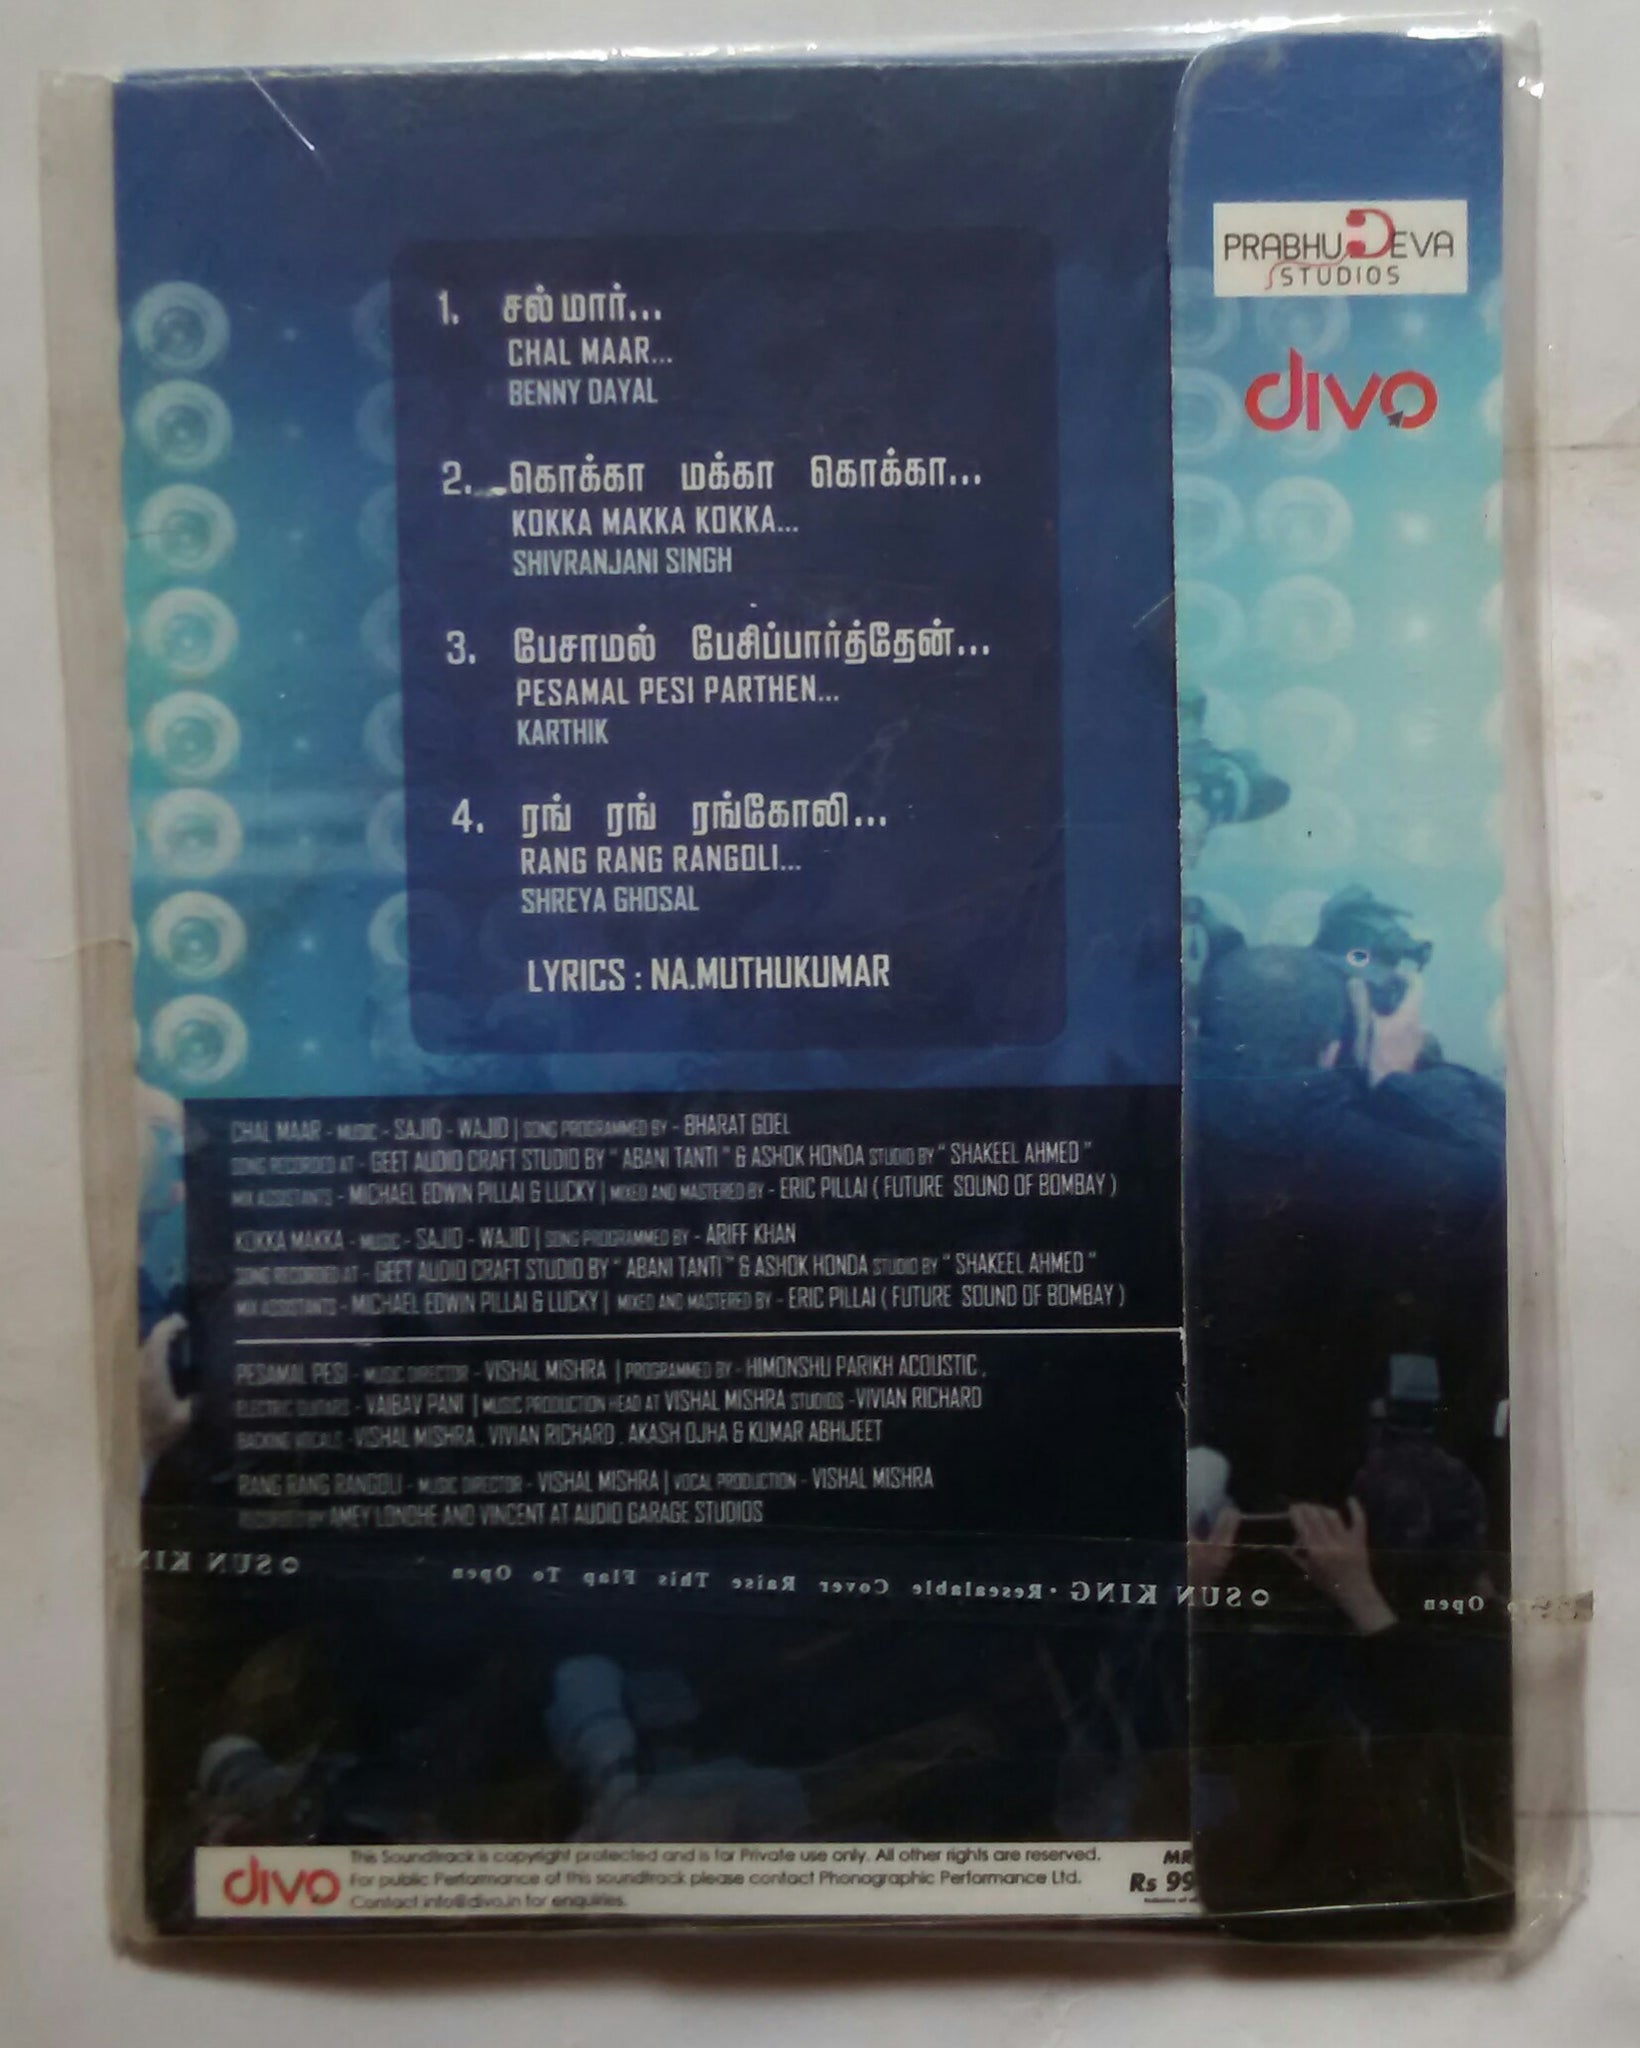 PRABHU DEVA
STUDIOS
divo
1. சல் மார்...
CHAL MAAR...
BENNY DAYAL
2. கொக்கா மக்கா கொக்கா...
KOKKA MAKKA KOKKA...
SHIVRANJANI SINGH
3. பேசாமல் பேசிப்பார்த்தேன்...
PESAMAL PESI PARTHEN...
KARTHIK
4. ரங் ரங் ரங்கோலி...
RANG RANG RANGOLI...
SHREYA GHOSAL
LYRICS : NA.MUTHUKUMAR
CHAL MAAR - MUSIC - SAJID - WAJID | SONG PROGRAMMED BY - BHARAT GOEL
SONG RECORDED AT - GEET AUDIO CRAFT STUDIO BY " ABANI TANTI " & ASHOK HONDA STUDIO BY " SHAKEEL AHMED "
MIX ASSISTANTS - MICHAEL EDWIN PILLAI & LUCKY | MIXED AND MASTERED BY - ERIC PILLAI ( FUTURE SOUND OF BOMBAY )
KOKKA MAKKA - MUSIC - SAJID - WAJID | SONG PROGRAMMED BY - ARIFF KHAN
SONG RECORDED AT - GEET AUDIO CRAFT STUDIO BY " ABANI TANTI " & ASHOK HONDA STUDIO BY " SHAKEEL AHMED "
MIX ASSISTANTS - MICHAEL EDWIN PILLAI & LUCKY | MIXED AND MASTERED BY - ERIC PILLAI ( FUTURE SOUND OF BOMBAY )
PESAMAL PESI - MUSIC DIRECTOR - VISHAL MISHRA | PROGRAMMED BY - HIMONSHU PARIKH ACOUSTIC ,
ELECTRIC GUITARS - VAIBAV PANI | MUSIC PRODUCTION HEAD AT VISHAL MISHRA STUDIOS - VIVIAN RICHARD
BACKING VOCALS - VISHAL MISHRA , VIVIAN RICHARD , AKASH OJHA & KUMAR ABHIJEET
RANG RANG RANGOLI - MUSIC DIRECTOR - VISHAL MISHRA | VOCAL PRODUCTION - VISHAL MISHRA
RECORDED BY AMEY LONDHE AND VINCENT AT AUDIO GARAGE STUDIOS
Open To Flap This Raise Cover Resealable • SUN KING
SUN KING
Open
divo
This Soundtrack is copyright protected and is for Private use only. All other rights are reserved.
For public Performance of this soundtrack please contact Phonographic Performance Ltd.
Contact info@divo.in for enquiries.
MR
Rs 99